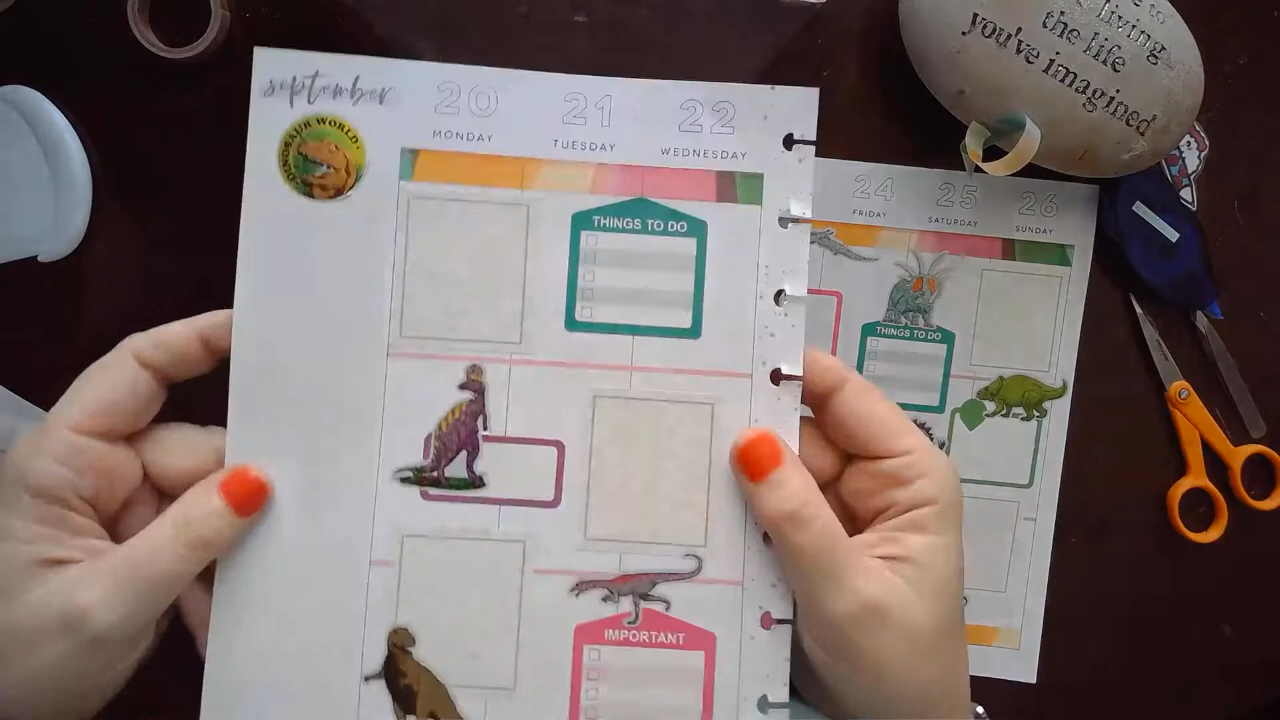 september
DINOSAUR WORLD
20
MONDAY
21
TUESDAY
22
WEDNESDAY
THINGS TO DO
IMPORTANT
24
FRIDAY
25
SATURDAY
26
SUNDAY
THINGS TO DO
to
living
the life
you've imagined